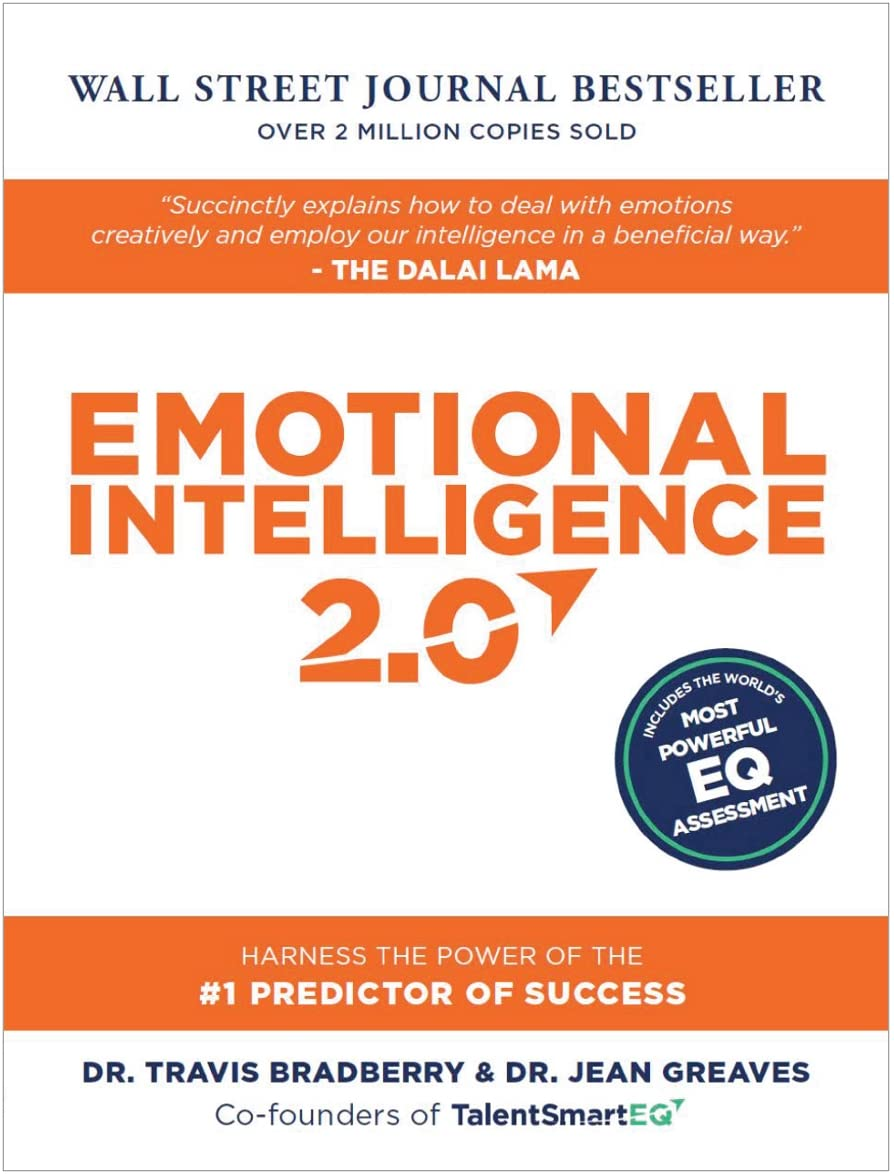 WALL STREET JOURNAL BESTSELLER
OVER 2 MILLION COPIES SOLD
“Succinctly explains how to deal with emotions
creatively and employ our intelligence in a beneficial way.”
- THE DALAI LAMA
EMOTIONAL
INTELLIGENCE
2.0
INCLUDES THE WORLD'S
MOST
POWERFUL
EQ
ASSESSMENT
HARNESS THE POWER OF THE
#1 PREDICTOR OF SUCCESS
DR. TRAVIS BRADBERRY & DR. JEAN GREAVES
Co-founders of TalentSmartEQ